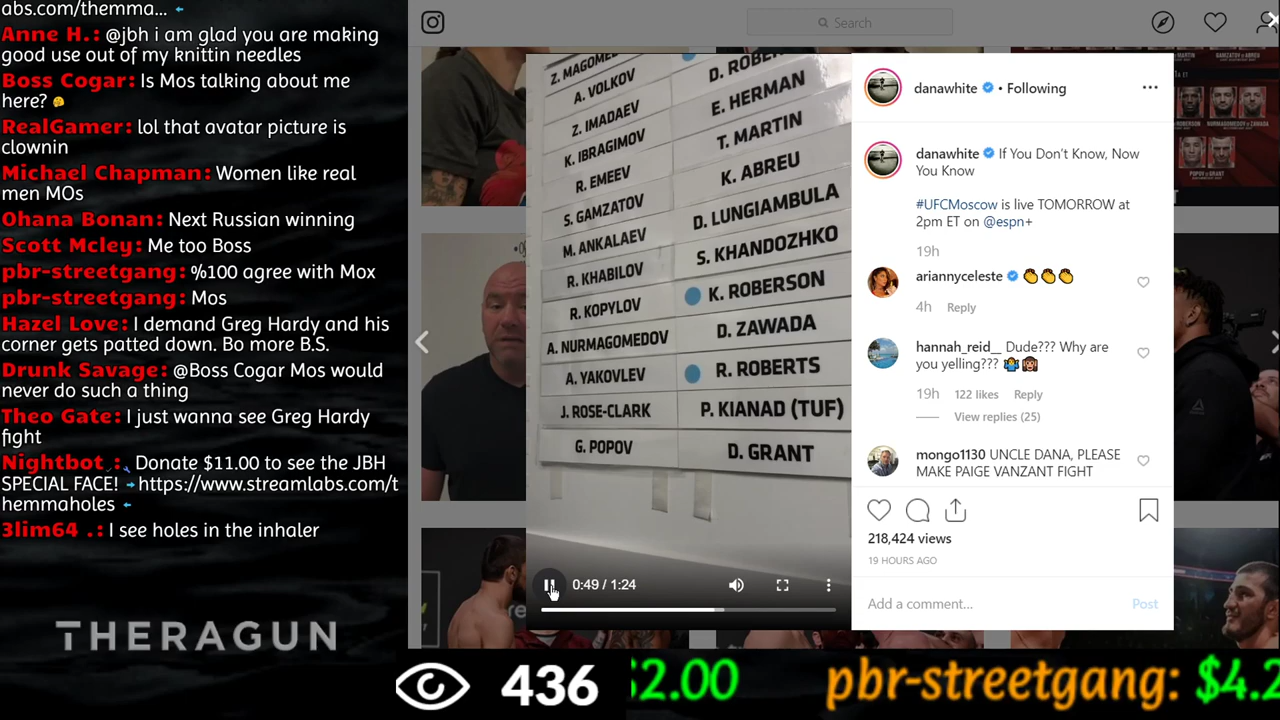 abs.com/themma...
Anne H.: @jbh i am glad you are making
good use out of my knittin needles
Boss Cogar: Is Mos talking about me
here?
RealGamer: lol that avatar picture is
clownin
Michael Chapman: Women like real
men MOs
Ohana Bonan: Next Russian winning
Scott Mcley: Me too Boss
pbr-streetgang: %100 agree with Mox
pbr-streetgang: Mos
Hazel Love: I demand Greg Hardy and his
corner gets patted down. Bo more B.S.
Drunk Savage: @Boss Cogar Mos would
never do such a thing
Theo Gate: I just wanna see Greg Hardy
fight
Nightbot : Donate $11.00 to see the JBH
SPECIAL FACE! https://www.streamlabs.com/t
hemmaholes
3lim64 .: I see holes in the inhaler
THERAGUN
Search
Z. MAGOMED
A. VOLKOV
Z. IMADAEV
K. IBRAGIMOV
R. EMEEV
S. GAMZATOV
M. ANKALAEV
R. KHABILOV
R. KOPYLOV
A. NURMAGOMEDOV
A. YAKOVLEV
J. ROSE-CLARK
G. POPOV
D. ROBER
E. HERMAN
T. MARTIN
K. ABREU
D. LUNGIAMBULA
S. KHANDOZHKO
K. ROBERSON
D. ZAWADA
R. ROBERTS
P. KIANAD (TUF)
D. GRANT
0:49 / 1:24
danawhite • Following
danawhite If You Don't Know, Now
You Know
#UFCMoscow is live TOMORROW at
2pm ET on @espn+
19h
ariannyceleste 👏👏👏
4h Reply
hannah_reid__ Dude??? Why are
you yelling???
19h 122 likes Reply
View replies (25)
mongo1130 UNCLE DANA, PLEASE
MAKE PAIGE VANZANT FIGHT
218,424 views
19 HOURS AGO
Add a comment... Post
436 $2.00 pbr-streetgang: $4.2